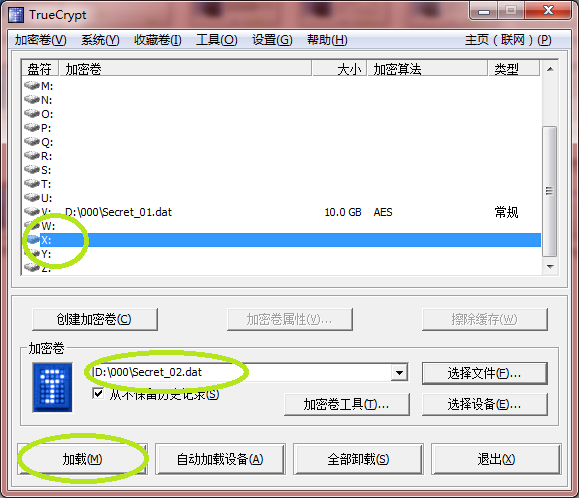 TrueCrypt
加密卷(V) 系统(Y) 收藏卷(I) 工具(O) 设置(G) 帮助(H) 主页（联网）(P)
盘符 加密卷 大小 加密算法 类型
M:
N:
O:
P:
Q:
R:
S:
T:
U:
V: D:\000\Secret_01.dat 10.0 GB AES 常规
W:
X:
Y:
Z:
创建加密卷(C) 加密卷属性(V)... 擦除缓存(W)
加密卷
D:\000\Secret_02.dat 选择文件(F)...
从不保留历史记录(S)
加密卷工具(T)... 选择设备(E)...
加载(M) 自动加载设备(A) 全部卸载(S) 退出(X)